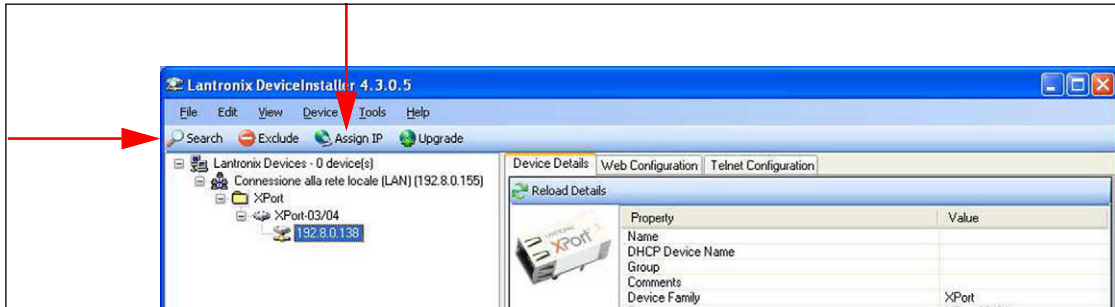 Lantronix DeviceInstaller 4.3.0.5
File Edit View Device Tools Help
Search Exclude Assign IP Upgrade
Lantronix Devices - 0 device(s)
Connessione alla rete locale (LAN) (192.8.0.155)
XPort
XPort-03/04
192.8.0.138
Device Details Web Configuration Telnet Configuration
Reload Details
XPort
Property Value
Name
DHCP Device Name
Group
Comments
Device Family XPort